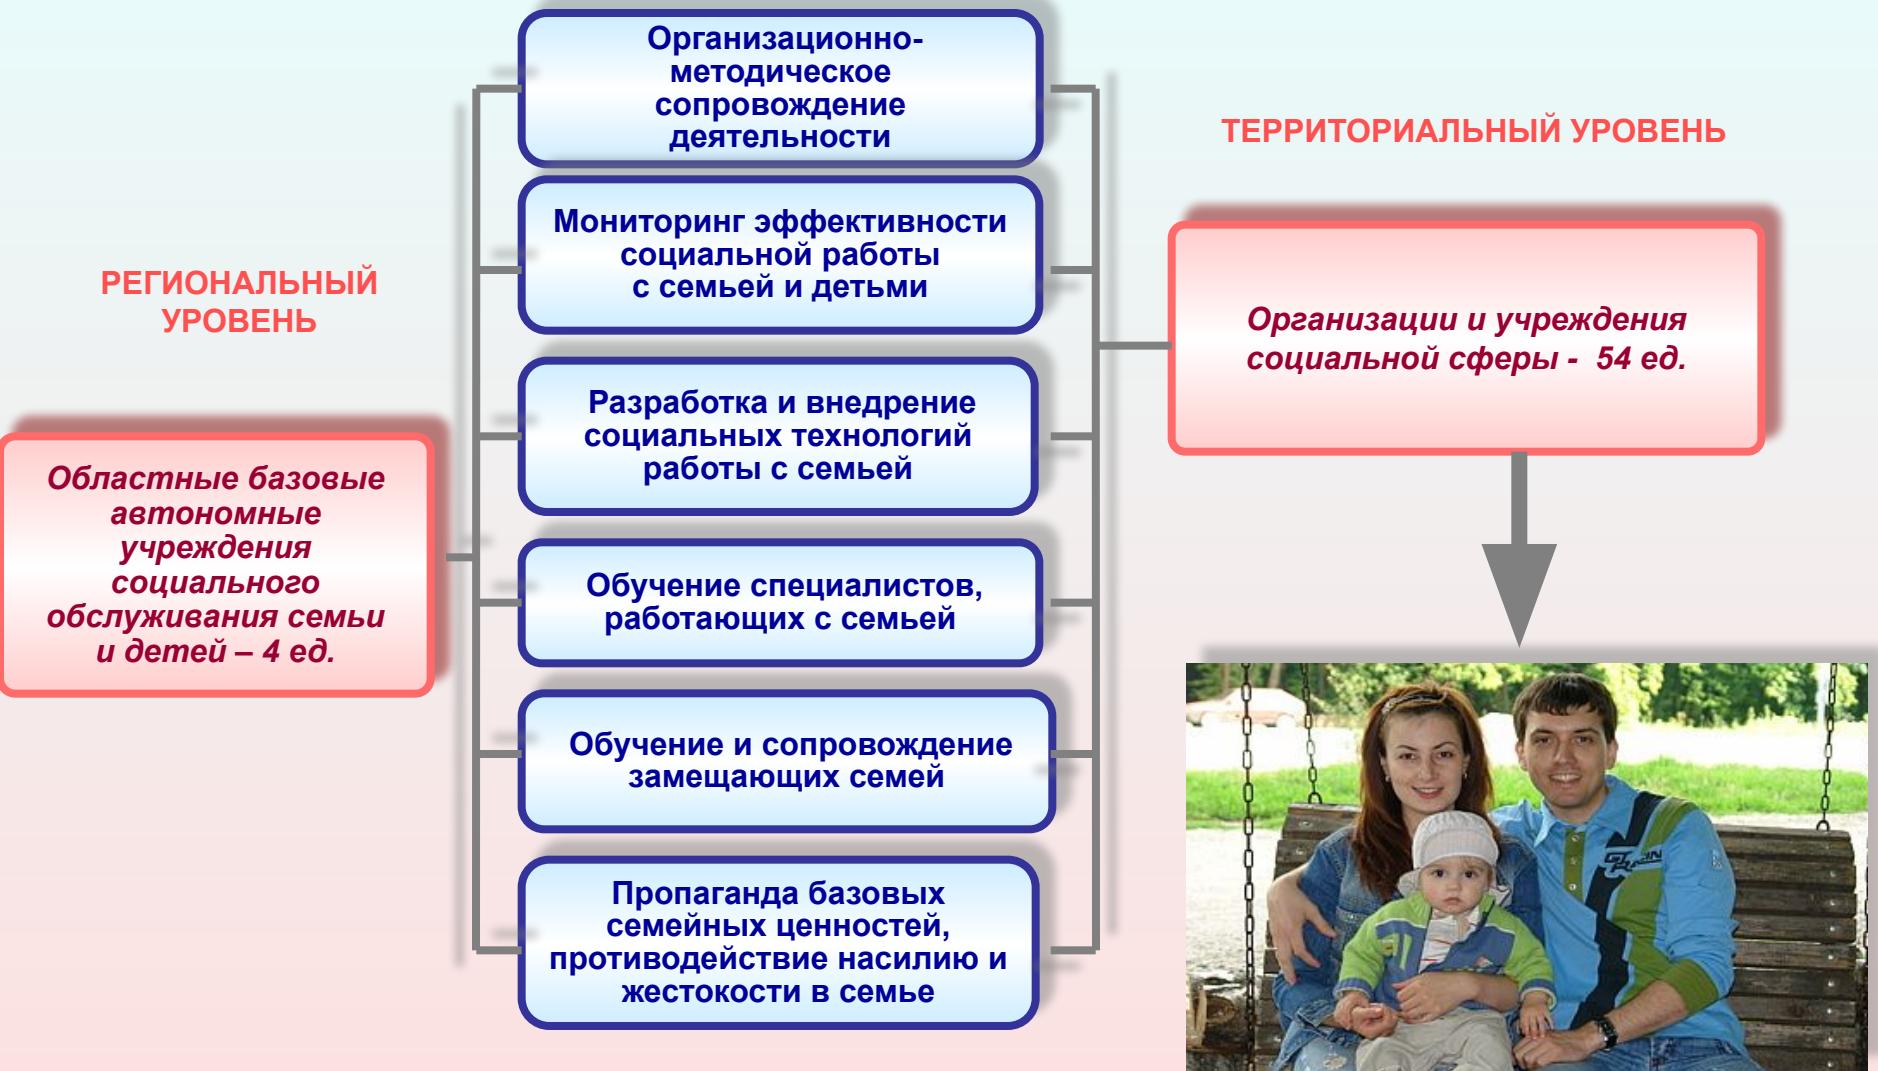 РЕГИОНАЛЬНЫЙ
УРОВЕНЬ
Областные базовые
автономные
учреждения
социального
обслуживания семьи
и детей – 4 ед.
Организационно-
методическое
сопровождение
деятельности
Мониторинг эффективности
социальной работы
с семьей и детьми
Разработка и внедрение
социальных технологий
работы с семьей
Обучение специалистов,
работающих с семьей
Обучение и сопровождение
замещающих семей
Пропаганда базовых
семейных ценностей,
противодействие насилию и
жестокости в семье
ТЕРРИТОРИАЛЬНЫЙ УРОВЕНЬ
Организации и учреждения
социальной сферы - 54 ед.